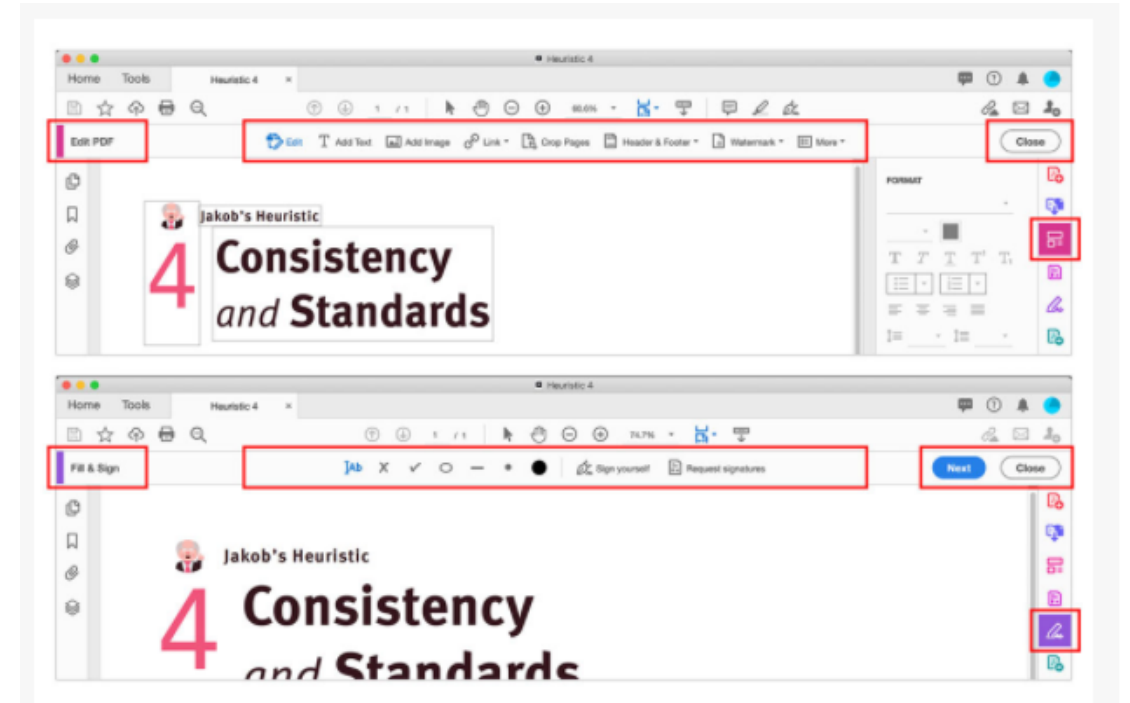 Heuristic 4
Home Tools Heuristic 4 ×
1 / 1 60.6%
Edit PDF Edit Add Text Add Image Link Crop Pages Header & Footer Watermark More Close
FORMAT
Jakob's Heuristic
4 Consistency
and Standards
Heuristic 4
Home Tools Heuristic 4 ×
1 / 1 74.7%
Fill & Sign Ab Sign yourself Request signatures Next Close
Jakob's Heuristic
4 Consistency
and Standards